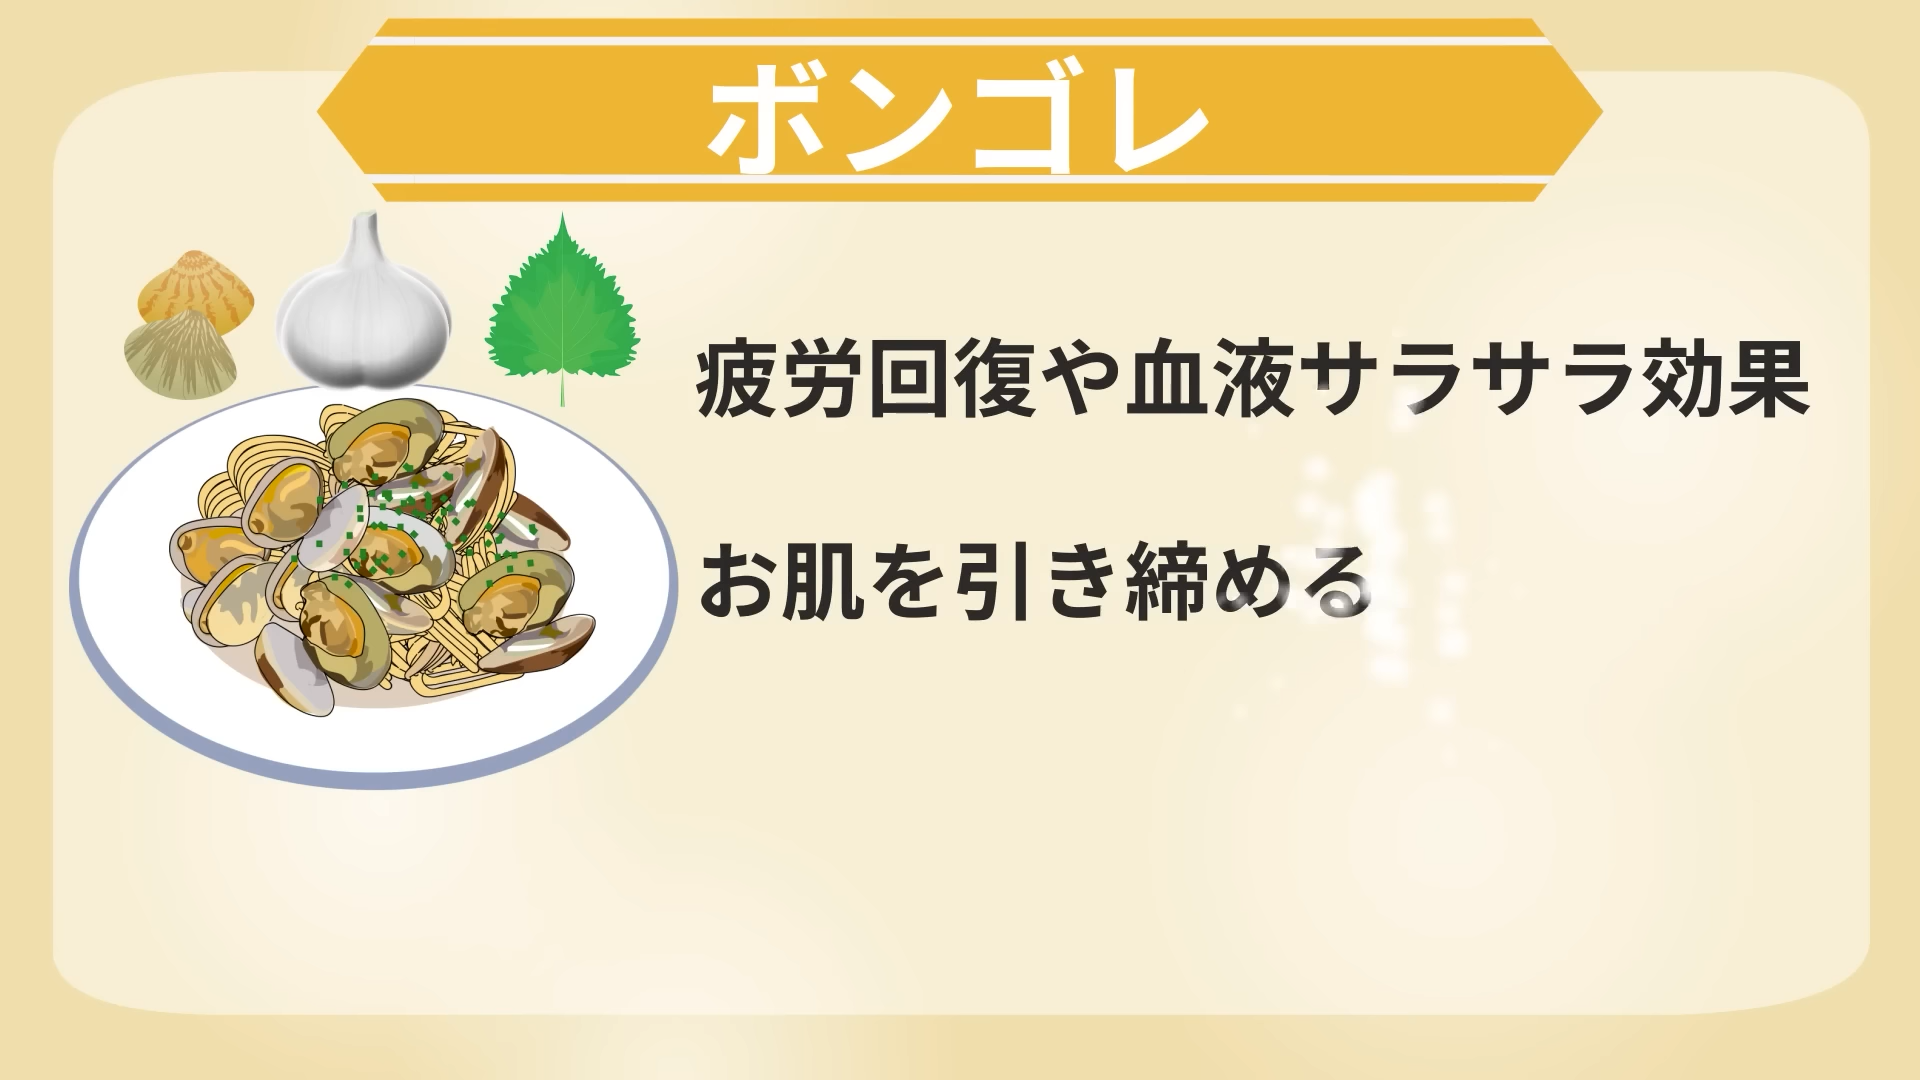 ボンゴレ
疲労回復や血液サラサラ効果
お肌を引き締める